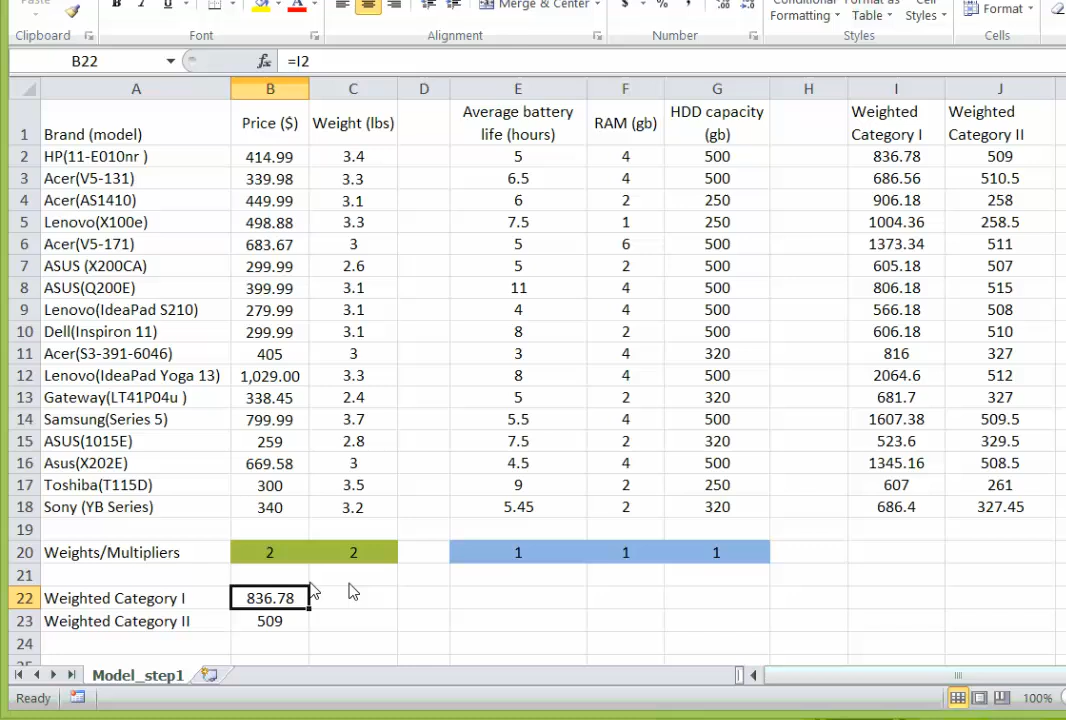 Paste B I U Merge & Center $ % , Conditional Format as Cell
Formatting Table Styles Format
Clipboard Font Alignment Number Styles Cells
B22 fx =I2
A B C D E F G H I J
1 Brand (model) Price ($) Weight (lbs) Average battery life (hours) RAM (gb) HDD capacity (gb) Weighted Category I Weighted Category II
2 HP(11-E010nr ) 414.99 3.4 5 4 500 836.78 509
3 Acer(V5-131) 339.98 3.3 6.5 4 500 686.56 510.5
4 Acer(AS1410) 449.99 3.1 6 2 250 906.18 258
5 Lenovo(X100e) 498.88 3.3 7.5 1 250 1004.36 258.5
6 Acer(V5-171) 683.67 3 5 6 500 1373.34 511
7 ASUS (X200CA) 299.99 2.6 5 2 500 605.18 507
8 ASUS(Q200E) 399.99 3.1 11 4 500 806.18 515
9 Lenovo(IdeaPad S210) 279.99 3.1 4 4 500 566.18 508
10 Dell(Inspiron 11) 299.99 3.1 8 2 500 606.18 510
11 Acer(S3-391-6046) 405 3 3 4 320 816 327
12 Lenovo(IdeaPad Yoga 13) 1,029.00 3.3 8 4 500 2064.6 512
13 Gateway(LT41P04u ) 338.45 2.4 5 2 320 681.7 327
14 Samsung(Series 5) 799.99 3.7 5.5 4 500 1607.38 509.5
15 ASUS(1015E) 259 2.8 7.5 2 320 523.6 329.5
16 Asus(X202E) 669.58 3 4.5 4 500 1345.16 508.5
17 Toshiba(T115D) 300 3.5 9 2 250 607 261
18 Sony (YB Series) 340 3.2 5.45 2 320 686.4 327.45
19
20 Weights/Multipliers 2 2 1 1 1
21
22 Weighted Category I 836.78
23 Weighted Category II 509
24
Model_step1
Ready 100%